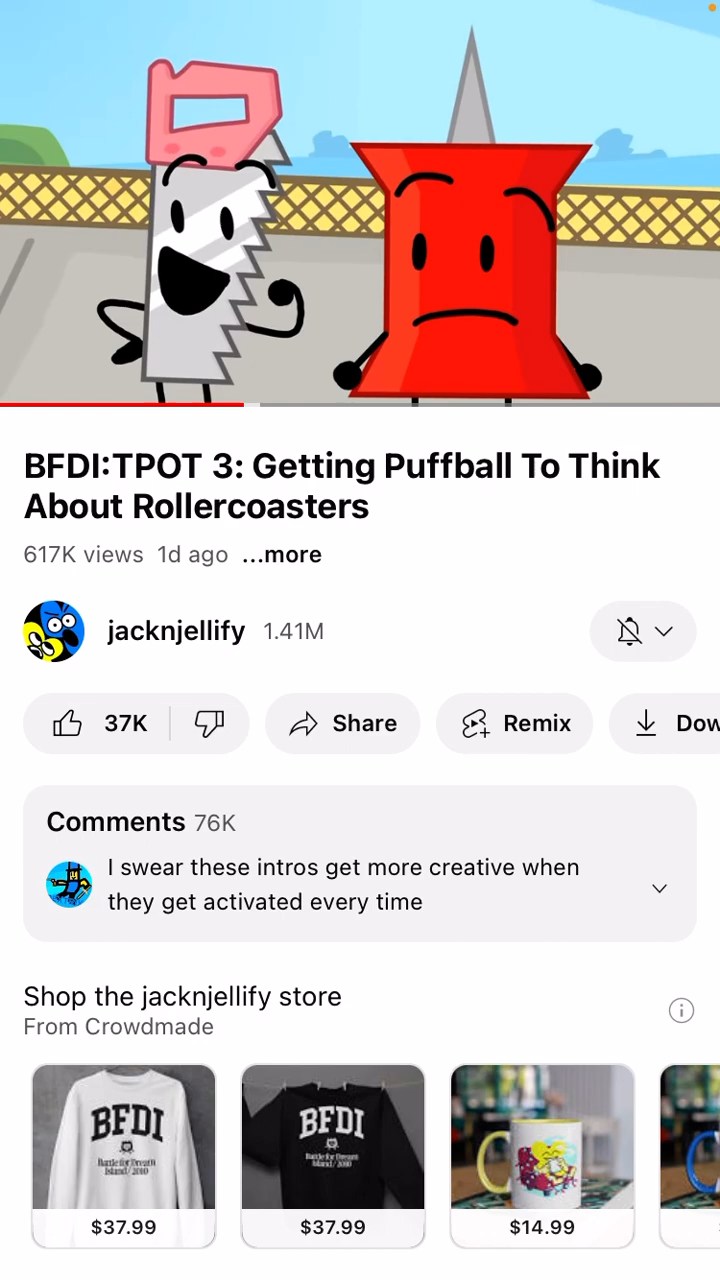 BFDI:TPOT 3: Getting Puffball To Think
About Rollercoasters
617K views 1d ago ...more
jacknjellify 1.41M
37K Share Remix Dow
Comments 76K
I swear these intros get more creative when
they get activated every time
Shop the jacknjellify store
From Crowdmade
BFDI
Battle for Dream
Island/2010
BFDI
Battle for Dream
Island/2010
$37.99 $37.99 $14.99